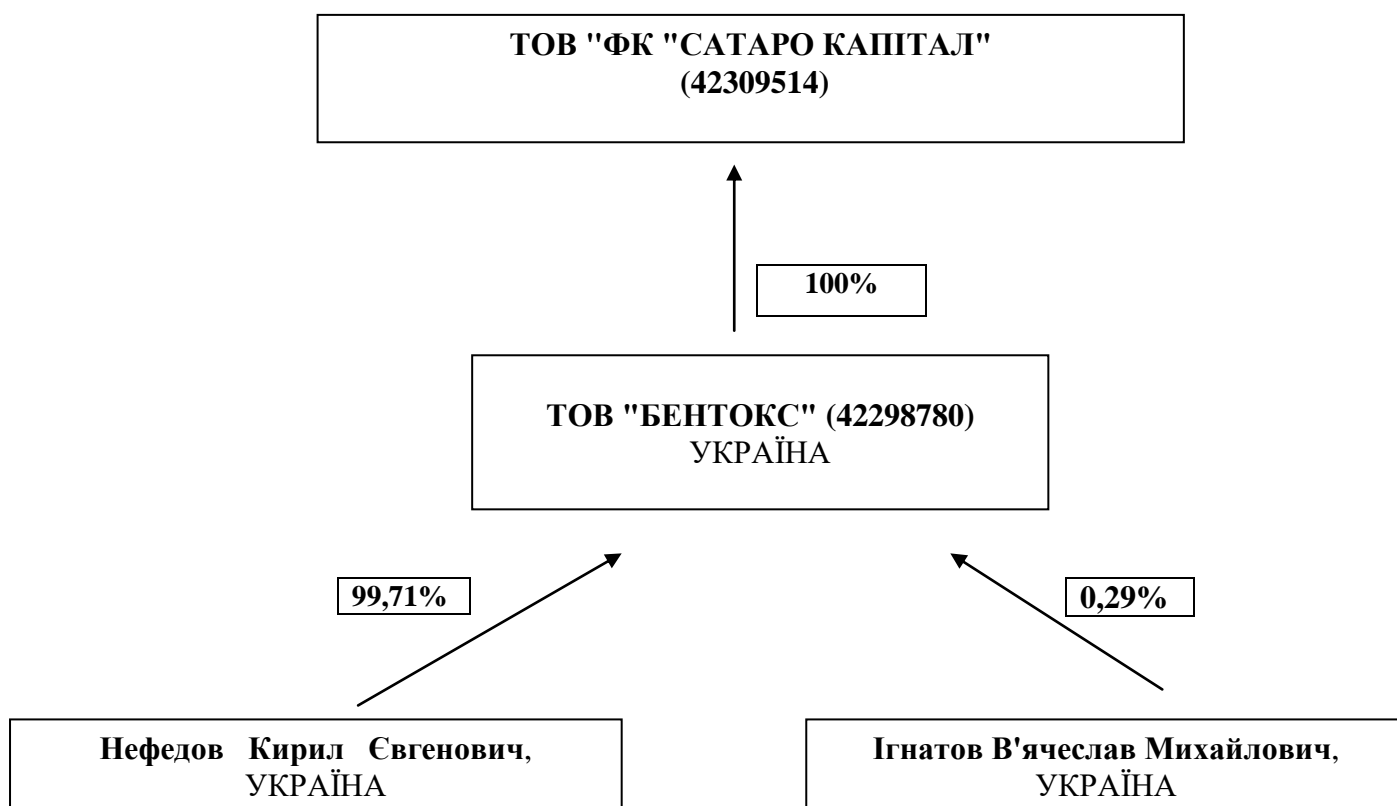 ТОВ "ФК "САТАРО КАПІТАЛ"
(42309514)
100%
ТОВ "БЕНТОКС" (42298780)
УКРАЇНА
99,71%
0,29%
Нефедов Кирил Євгенович,
УКРАЇНА
Ігнатов В'ячеслав Михайлович,
УКРАЇНА